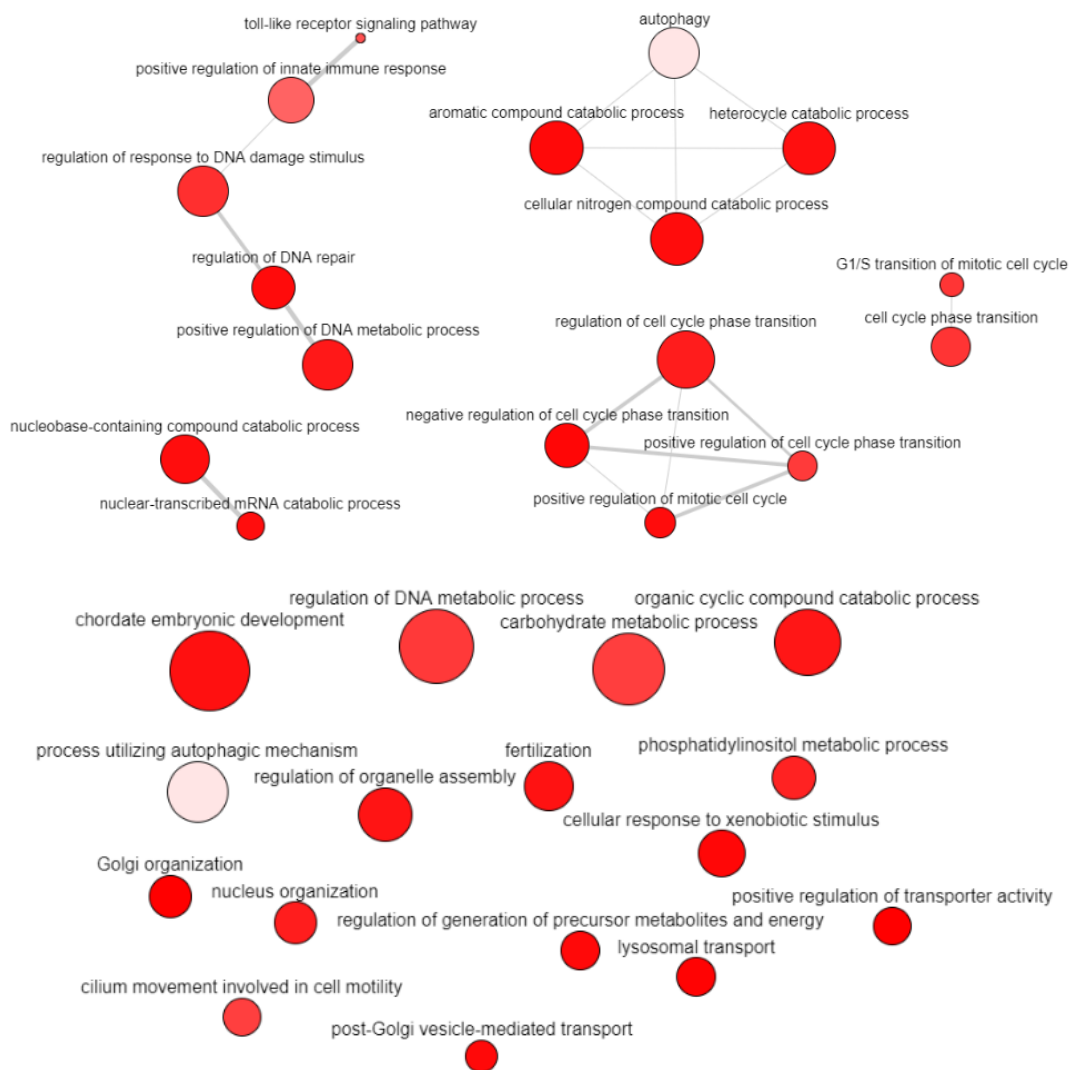 toll-like receptor signaling pathway
autophagy
positive regulation of innate immune response
aromatic compound catabolic process
heterocycle catabolic process
regulation of response to DNA damage stimulus
cellular nitrogen compound catabolic process
regulation of DNA repair
G1/S transition of mitotic cell cycle
positive regulation of DNA metabolic process
regulation of cell cycle phase transition
cell cycle phase transition
negative regulation of cell cycle phase transition
nucleobase-containing compound catabolic process
positive regulation of cell cycle phase transition
nuclear-transcribed mRNA catabolic process
positive regulation of mitotic cell cycle
regulation of DNA metabolic process
organic cyclic compound catabolic process
chordate embryonic development
carbohydrate metabolic process
process utilizing autophagic mechanism
fertilization
phosphatidylinositol metabolic process
regulation of organelle assembly
cellular response to xenobiotic stimulus
Golgi organization
nucleus organization
positive regulation of transporter activity
regulation of generation of precursor metabolites and energy
lysosomal transport
cilium movement involved in cell motility
post-Golgi vesicle-mediated transport